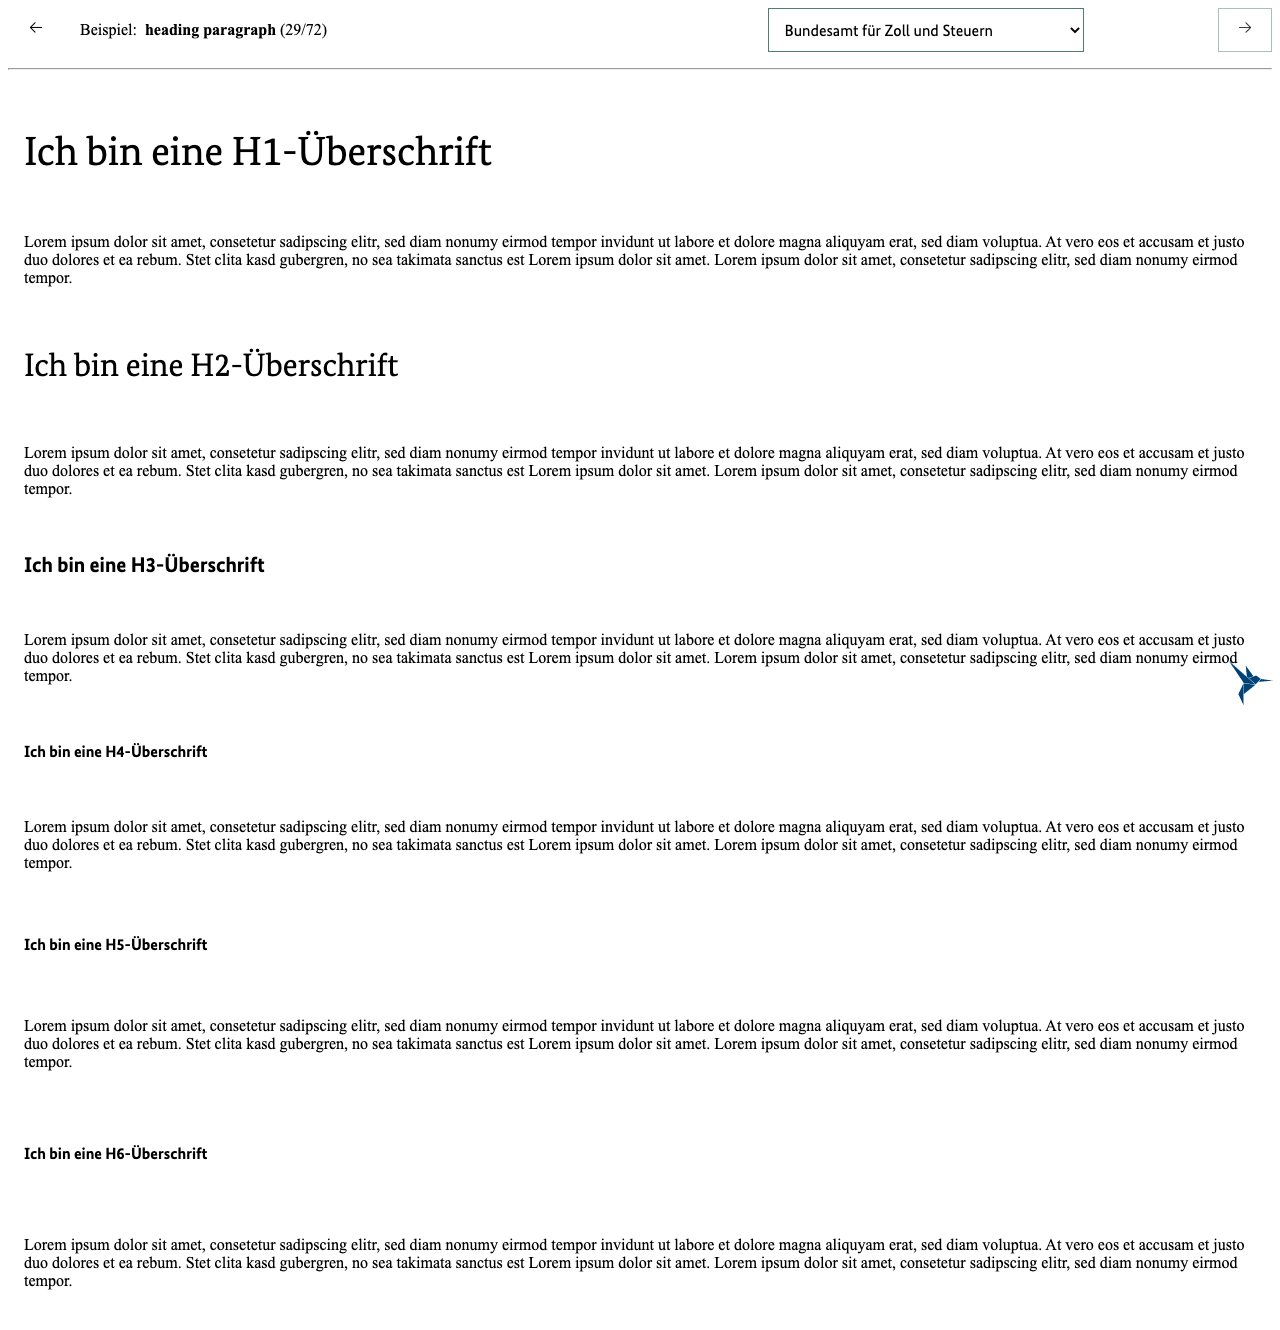 ← Beispiel: heading paragraph (29/72) Bundesamt für Zoll und Steuern →
Ich bin eine H1-Überschrift
Lorem ipsum dolor sit amet, consetetur sadipscing elitr, sed diam nonumy eirmod tempor invidunt ut labore et dolore magna aliquyam erat, sed diam voluptua. At vero eos et accusam et justo
duo dolores et ea rebum. Stet clita kasd gubergren, no sea takimata sanctus est Lorem ipsum dolor sit amet. Lorem ipsum dolor sit amet, consetetur sadipscing elitr, sed diam nonumy eirmod
tempor.
Ich bin eine H2-Überschrift
Lorem ipsum dolor sit amet, consetetur sadipscing elitr, sed diam nonumy eirmod tempor invidunt ut labore et dolore magna aliquyam erat, sed diam voluptua. At vero eos et accusam et justo
duo dolores et ea rebum. Stet clita kasd gubergren, no sea takimata sanctus est Lorem ipsum dolor sit amet. Lorem ipsum dolor sit amet, consetetur sadipscing elitr, sed diam nonumy eirmod
tempor.
Ich bin eine H3-Überschrift
Lorem ipsum dolor sit amet, consetetur sadipscing elitr, sed diam nonumy eirmod tempor invidunt ut labore et dolore magna aliquyam erat, sed diam voluptua. At vero eos et accusam et justo
duo dolores et ea rebum. Stet clita kasd gubergren, no sea takimata sanctus est Lorem ipsum dolor sit amet. Lorem ipsum dolor sit amet, consetetur sadipscing elitr, sed diam nonumy eirmod
tempor.
Ich bin eine H4-Überschrift
Lorem ipsum dolor sit amet, consetetur sadipscing elitr, sed diam nonumy eirmod tempor invidunt ut labore et dolore magna aliquyam erat, sed diam voluptua. At vero eos et accusam et justo
duo dolores et ea rebum. Stet clita kasd gubergren, no sea takimata sanctus est Lorem ipsum dolor sit amet. Lorem ipsum dolor sit amet, consetetur sadipscing elitr, sed diam nonumy eirmod
tempor.
Ich bin eine H5-Überschrift
Lorem ipsum dolor sit amet, consetetur sadipscing elitr, sed diam nonumy eirmod tempor invidunt ut labore et dolore magna aliquyam erat, sed diam voluptua. At vero eos et accusam et justo
duo dolores et ea rebum. Stet clita kasd gubergren, no sea takimata sanctus est Lorem ipsum dolor sit amet. Lorem ipsum dolor sit amet, consetetur sadipscing elitr, sed diam nonumy eirmod
tempor.
Ich bin eine H6-Überschrift
Lorem ipsum dolor sit amet, consetetur sadipscing elitr, sed diam nonumy eirmod tempor invidunt ut labore et dolore magna aliquyam erat, sed diam voluptua. At vero eos et accusam et justo
duo dolores et ea rebum. Stet clita kasd gubergren, no sea takimata sanctus est Lorem ipsum dolor sit amet. Lorem ipsum dolor sit amet, consetetur sadipscing elitr, sed diam nonumy eirmod
tempor.